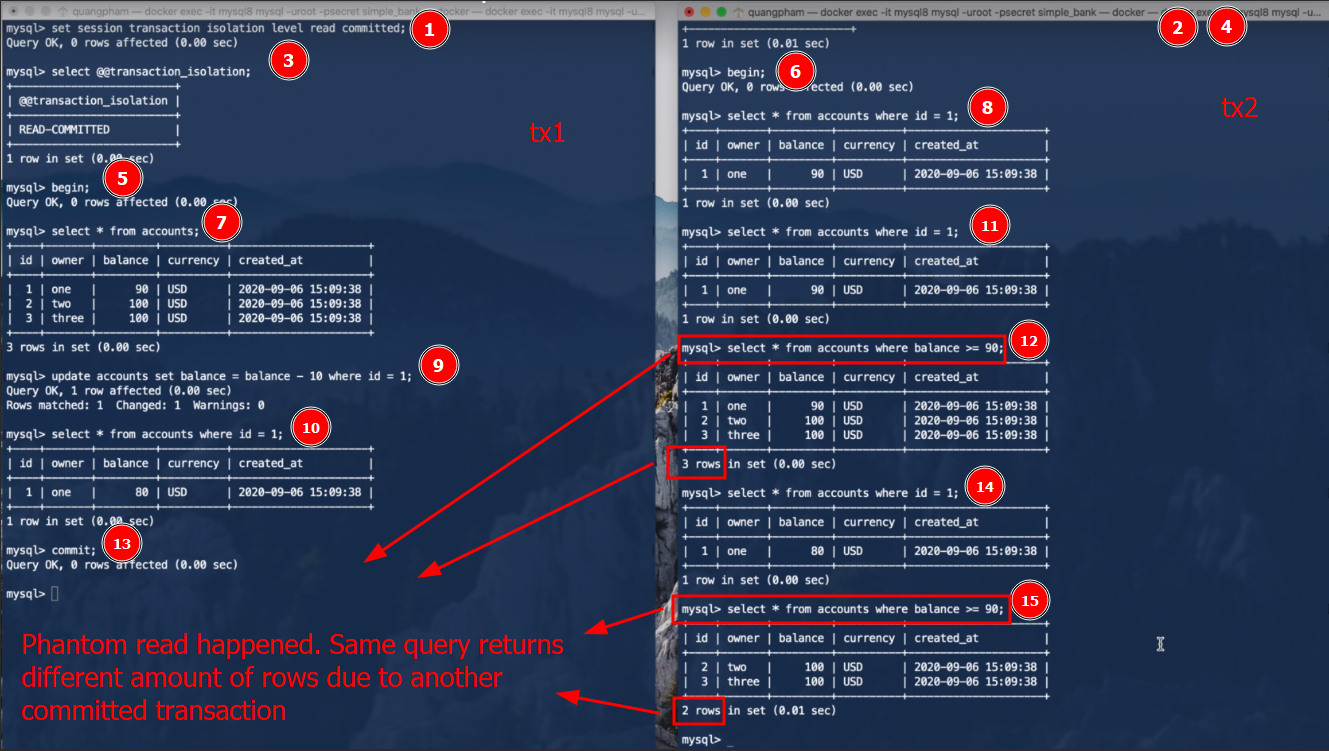 quangpham — docker exec -it mysql8 mysql -uroot -psecret simple_bank — docker — docker exec -it mysql8 mysql -u...
mysql> set session transaction isolation level read committed; 1
Query OK, 0 rows affected (0.00 sec)
3
mysql> select @@transaction_isolation;
| @@transaction_isolation |
| READ-COMMITTED |
1 row in set (0.00 sec)
tx1
mysql> begin; 5
Query OK, 0 rows affected (0.00 sec)
mysql> select * from accounts; 7
| id | owner | balance | currency | created_at |
| 1 | one | 90 | USD | 2020-09-06 15:09:38 |
| 2 | two | 100 | USD | 2020-09-06 15:09:38 |
| 3 | three | 100 | USD | 2020-09-06 15:09:38 |
3 rows in set (0.00 sec)
mysql> update accounts set balance = balance - 10 where id = 1; 9
Query OK, 1 row affected (0.00 sec)
Rows matched: 1 Changed: 1 Warnings: 0
mysql> select * from accounts where id = 1; 10
| id | owner | balance | currency | created_at |
| 1 | one | 80 | USD | 2020-09-06 15:09:38 |
1 row in set (0.00 sec)
mysql> commit; 13
Query OK, 0 rows affected (0.00 sec)
mysql>
Phantom read happened. Same query returns
different amount of rows due to another
committed transaction
quangpham — docker exec -it mysql8 mysql -uroot -psecret simple_bank — docker — docker mysql8 mysql -u...
2 4
1 row in set (0.01 sec)
mysql> begin; 6
Query OK, 0 rows affected (0.00 sec)
tx2
mysql> select * from accounts where id = 1; 8
| id | owner | balance | currency | created_at |
| 1 | one | 90 | USD | 2020-09-06 15:09:38 |
1 row in set (0.00 sec)
mysql> select * from accounts where id = 1; 11
| id | owner | balance | currency | created_at |
| 1 | one | 90 | USD | 2020-09-06 15:09:38 |
1 row in set (0.00 sec)
mysql> select * from accounts where balance >= 90; 12
| id | owner | balance | currency | created_at |
| 1 | one | 90 | USD | 2020-09-06 15:09:38 |
| 2 | two | 100 | USD | 2020-09-06 15:09:38 |
| 3 | three | 100 | USD | 2020-09-06 15:09:38 |
3 rows in set (0.00 sec)
mysql> select * from accounts where id = 1; 14
| id | owner | balance | currency | created_at |
| 1 | one | 80 | USD | 2020-09-06 15:09:38 |
1 row in set (0.00 sec)
mysql> select * from accounts where balance >= 90; 15
| id | owner | balance | currency | created_at |
| 2 | two | 100 | USD | 2020-09-06 15:09:38 |
| 3 | three | 100 | USD | 2020-09-06 15:09:38 |
2 rows in set (0.01 sec)
mysql> _